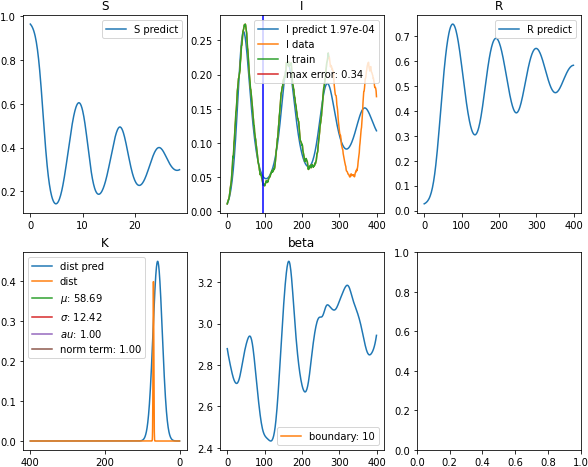 S
I
R
S predict
I predict 1.97e-04
I data
I train
max error: 0.34
R predict
1.0
0.8
0.6
0.4
0.2
0 10 20
0.25
0.20
0.15
0.10
0.05
0.00
0 100 200 300 400
0.7
0.6
0.5
0.4
0.3
0.2
0.1
0.0
0 100 200 300 400
K
beta
dist pred
dist
μ: 58.69
σ: 12.42
au: 1.00
norm term: 1.00
boundary: 10
0.4
0.3
0.2
0.1
0.0
400 200 0
3.2
3.0
2.8
2.6
2.4
0 100 200 300 400
1.0
0.8
0.6
0.4
0.2
0.0
0.0 0.2 0.4 0.6 0.8 1.0